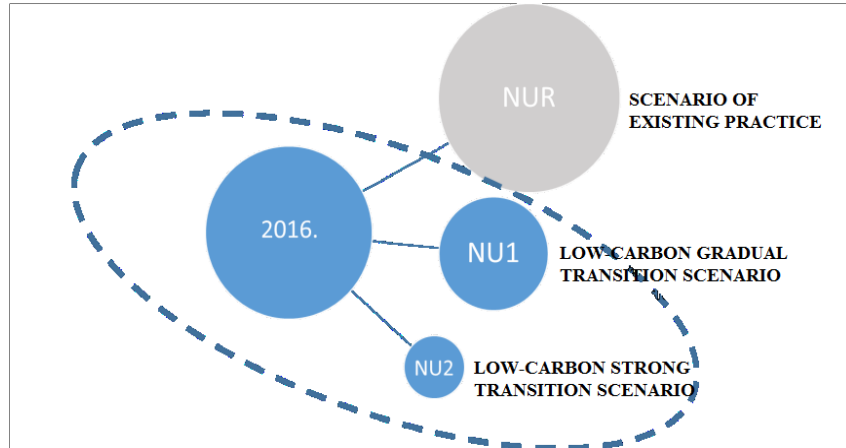 NUR
SCENARIO OF
EXISTING PRACTICE
2016.
NU1
LOW-CARBON GRADUAL
TRANSITION SCENARIO
NU2
LOW-CARBON STRONG
TRANSITION SCENARIO